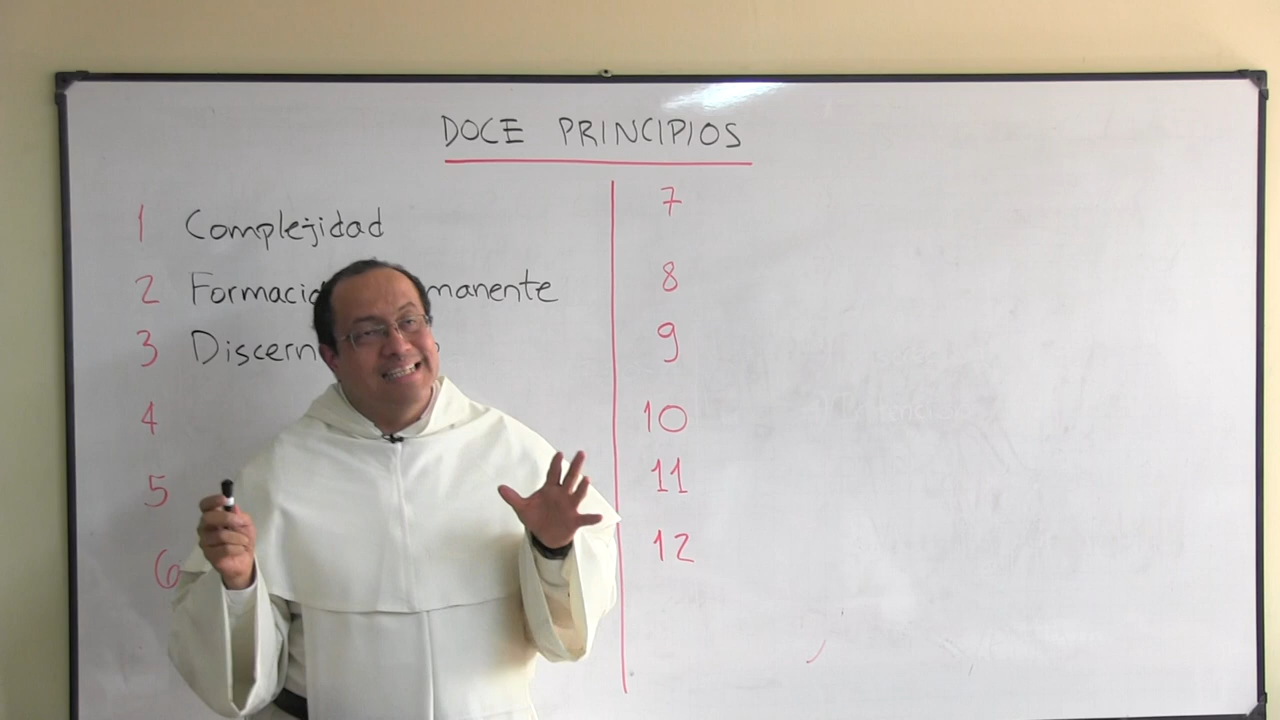 DOCE PRINCIPIOS
1 Complejidad
2 Formació manente
3 Discern
4
5
6
7
8
9
10
11
12